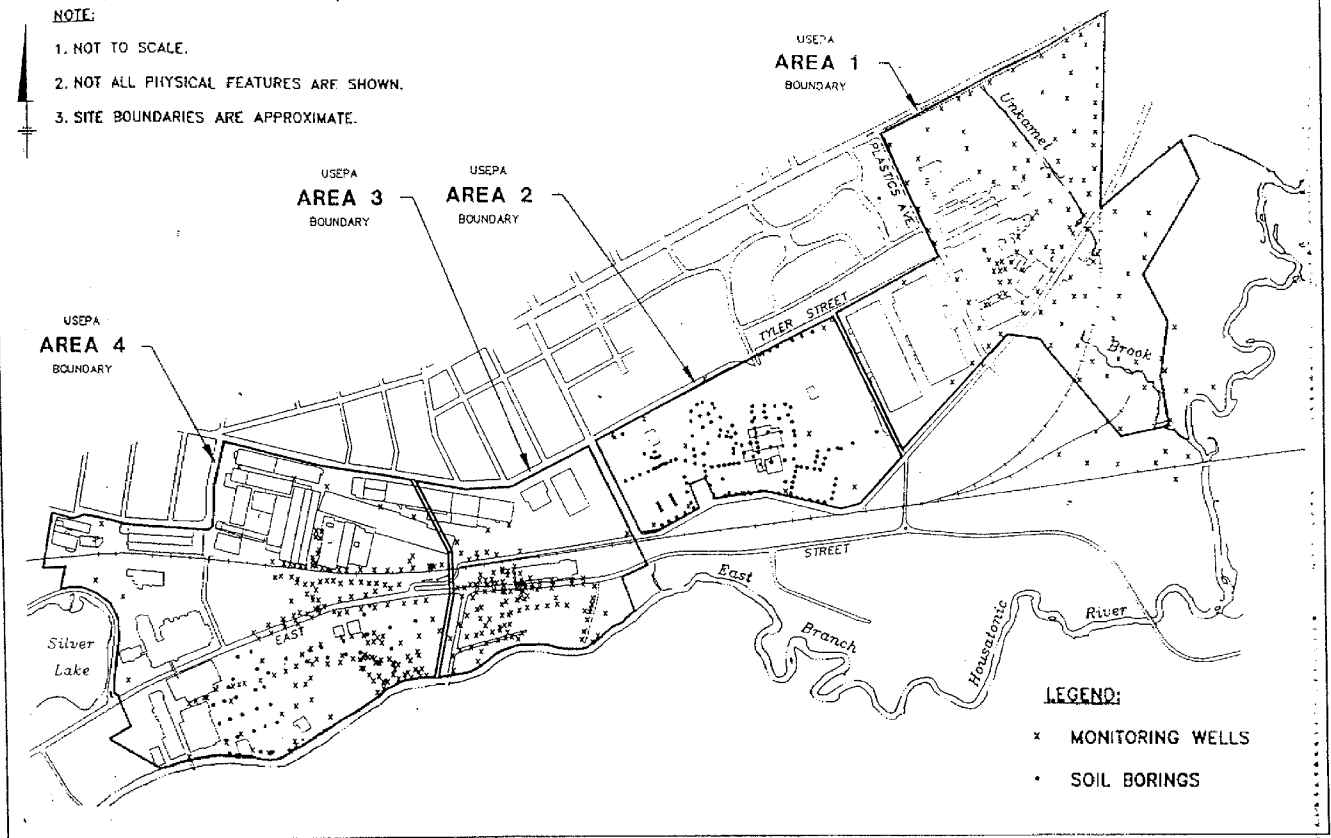 NOTE:
1. NOT TO SCALE.
2. NOT ALL PHYSICAL FEATURES ARE SHOWN.
3. SITE BOUNDARIES ARE APPROXIMATE.
USEPA
AREA 1
BOUNDARY
USEPA
AREA 2
BOUNDARY
USEPA
AREA 3
BOUNDARY
USEPA
AREA 4
BOUNDARY
PLASTICS AVE
Unkamet
Brook
TYLER STREET
EAST
STREET
Silver
Lake
East
Branch
Housatonic
River
LEGEND:
x MONITORING WELLS
• SOIL BORINGS